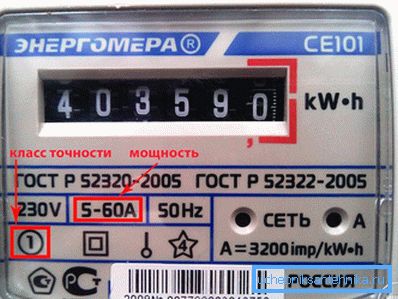 ЭНЕРГОМЕРА® CE101
403590 kW•h
класс точности мощность
ГОСТ Р 52320-2005 ГОСТ Р 52322-2005
230V 5-60A 50Hz СЕТЬ A
1 4 A=3200imp/kW•h